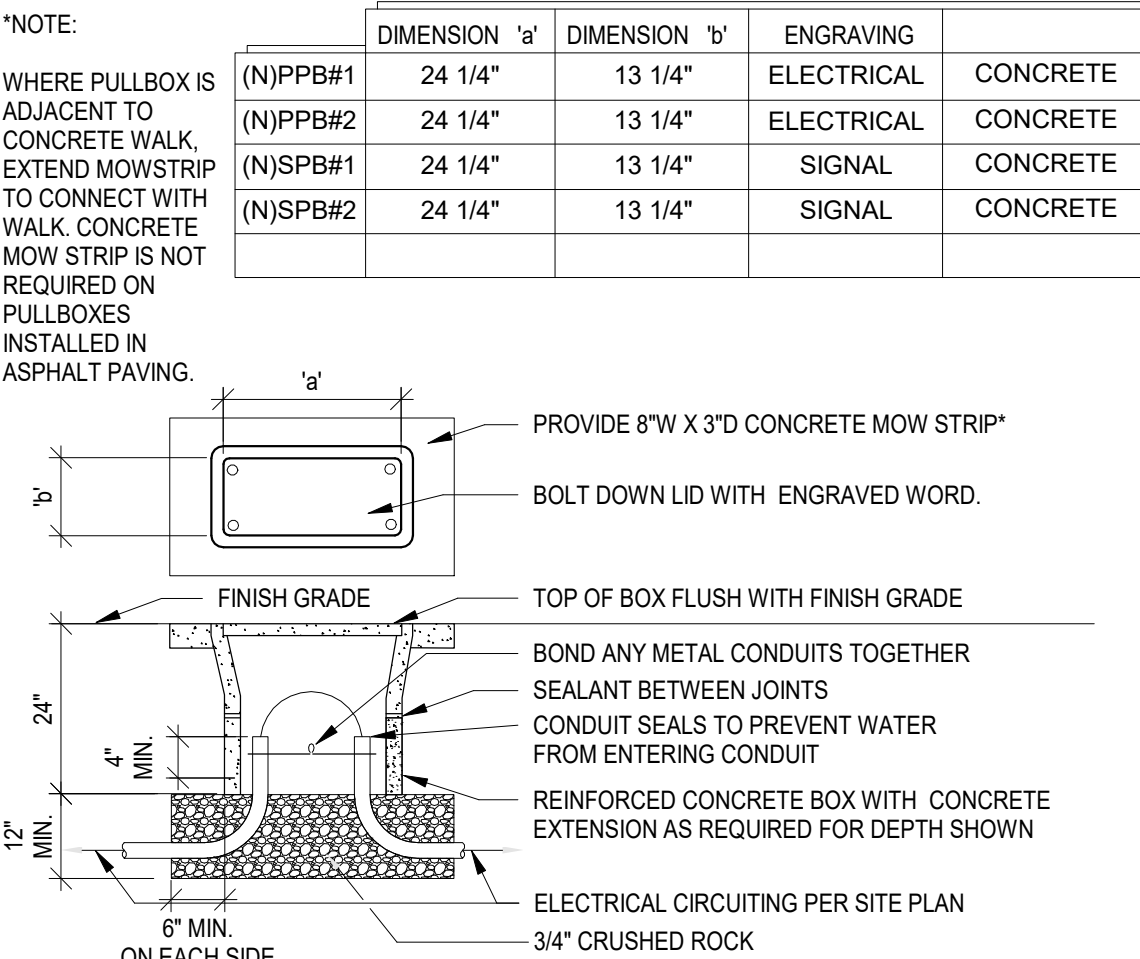 *NOTE:
WHERE PULLBOX IS
ADJACENT TO
CONCRETE WALK,
EXTEND MOWSTRIP
TO CONNECT WITH
WALK. CONCRETE
MOW STRIP IS NOT
REQUIRED ON
PULLBOXES
INSTALLED IN
ASPHALT PAVING.
DIMENSION 'a' DIMENSION 'b' ENGRAVING
(N)PPB#1 24 1/4" 13 1/4" ELECTRICAL CONCRETE
(N)PPB#2 24 1/4" 13 1/4" ELECTRICAL CONCRETE
(N)SPB#1 24 1/4" 13 1/4" SIGNAL CONCRETE
(N)SPB#2 24 1/4" 13 1/4" SIGNAL CONCRETE
'a'
'b'
PROVIDE 8"W X 3"D CONCRETE MOW STRIP*
BOLT DOWN LID WITH ENGRAVED WORD.
FINISH GRADE
TOP OF BOX FLUSH WITH FINISH GRADE
BOND ANY METAL CONDUITS TOGETHER
SEALANT BETWEEN JOINTS
CONDUIT SEALS TO PREVENT WATER
FROM ENTERING CONDUIT
REINFORCED CONCRETE BOX WITH CONCRETE
EXTENSION AS REQUIRED FOR DEPTH SHOWN
24"
4"
MIN.
12"
MIN.
ELECTRICAL CIRCUITING PER SITE PLAN
3/4" CRUSHED ROCK
6" MIN.
ON EACH SIDE